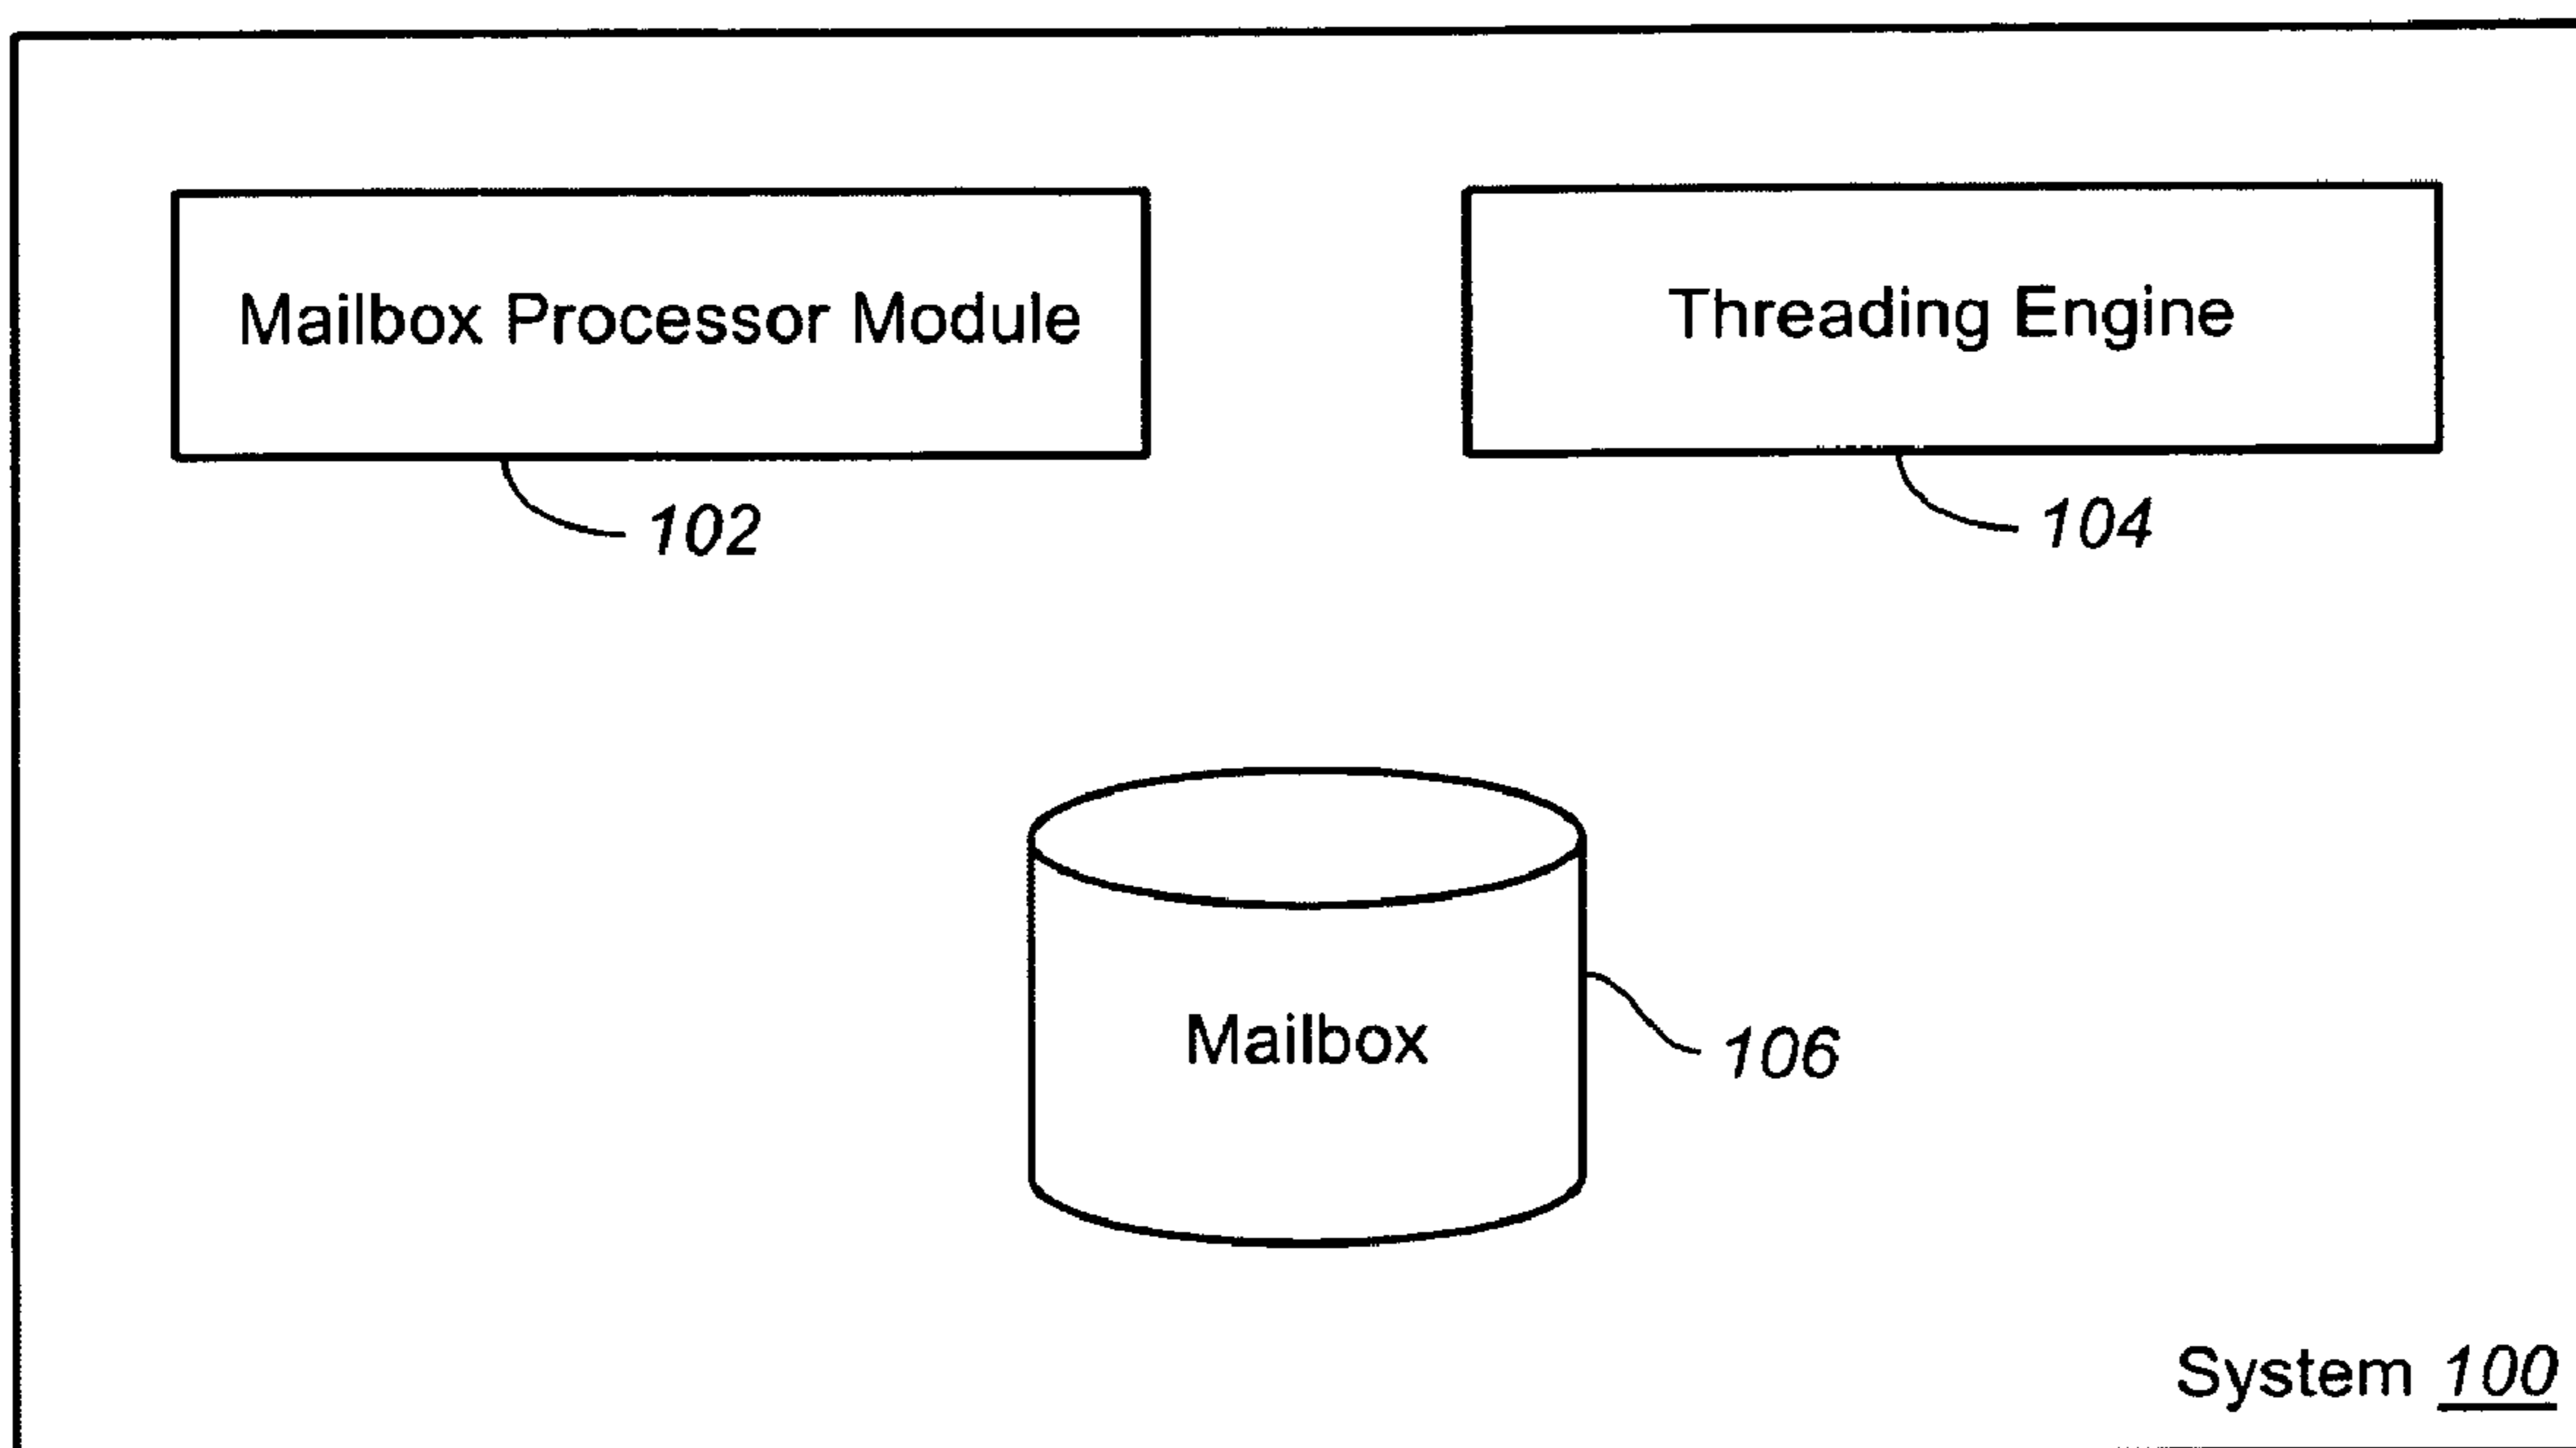 Mailbox Processor Module
Threading Engine
102
104
Mailbox
106
System 100